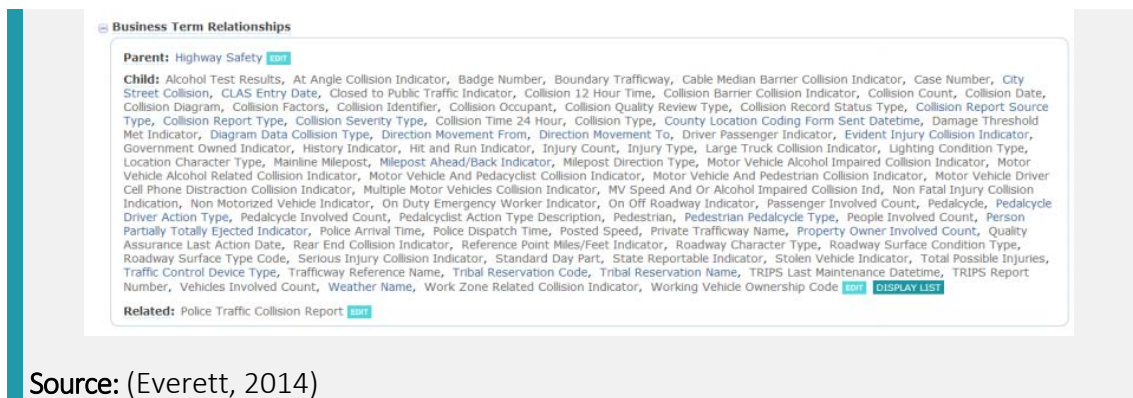 Business Term Relationships
Parent: Highway Safety EDIT
Child: Alcohol Test Results, At Angle Collision Indicator, Badge Number, Boundary Trafficway, Cable Median Barrier Collision Indicator, Case Number, City
Street Collision, CLAS Entry Date, Closed to Public Traffic Indicator, Collision 12 Hour Time, Collision Barrier Collision Indicator, Collision Count, Collision Date,
Collision Diagram, Collision Factors, Collision Identifier, Collision Occupant, Collision Quality Review Type, Collision Record Status Type, Collision Report Source
Type, Collision Report Type, Collision Severity Type, Collision Time 24 Hour, Collision Type, County Location Coding Form Sent Datetime, Damage Threshold
Met Indicator, Diagram Data Collision Type, Direction Movement From, Direction Movement To, Driver Passenger Indicator, Evident Injury Collision Indicator,
Government Owned Indicator, History Indicator, Hit and Run Indicator, Injury Count, Injury Type, Large Truck Collision Indicator, Lighting Condition Type,
Location Character Type, Mainline Milepost, Milepost Ahead/Back Indicator, Milepost Direction Type, Motor Vehicle Alcohol Impaired Collision Indicator, Motor
Vehicle Alcohol Related Collision Indicator, Motor Vehicle And Pedacyclist Collision Indicator, Motor Vehicle And Pedestrian Collision Indicator, Motor Vehicle Driver
Cell Phone Distraction Collision Indicator, Multiple Motor Vehicles Collision Indicator, MV Speed And Or Alcohol Impaired Collision Ind, Non Fatal Injury Collision
Indication, Non Motorized Vehicle Indicator, On Duty Emergency Worker Indicator, On Off Roadway Indicator, Passenger Involved Count, Pedalcycle, Pedalcycle
Driver Action Type, Pedalcycle Involved Count, Pedalcyclist Action Type Description, Pedestrian, Pedestrian Pedalcycle Type, People Involved Count, Person
Partially Totally Ejected Indicator, Police Arrival Time, Police Dispatch Time, Posted Speed, Private Trafficway Name, Property Owner Involved Count, Quality
Assurance Last Action Date, Rear End Collision Indicator, Reference Point Miles/Feet Indicator, Roadway Character Type, Roadway Surface Condition Type,
Roadway Surface Type Code, Serious Injury Collision Indicator, Standard Day Part, State Reportable Indicator, Stolen Vehicle Indicator, Total Possible Injuries,
Traffic Control Device Type, Trafficway Reference Name, Tribal Reservation Code, Tribal Reservation Name, TRIPS Last Maintenance Datetime, TRIPS Report
Number, Vehicles Involved Count, Weather Name, Work Zone Related Collision Indicator, Working Vehicle Ownership Code EDIT DISPLAY LIST
Related: Police Traffic Collision Report EDIT
Source: (Everett, 2014)